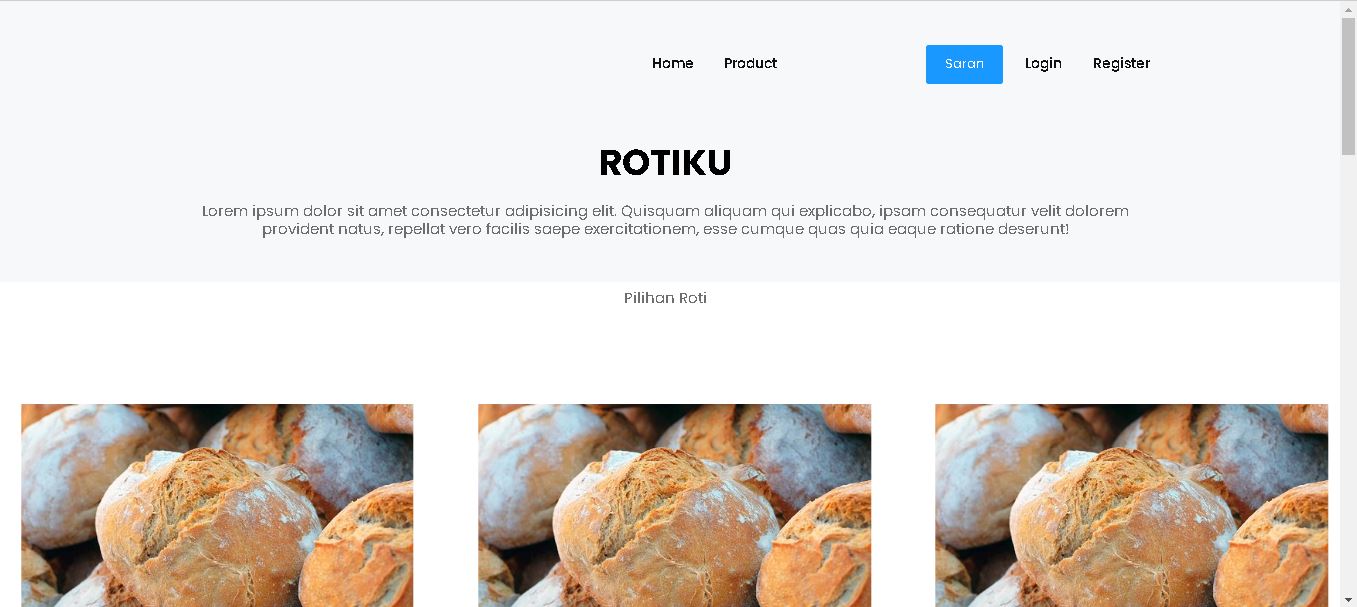 Home Product Saran Login Register
ROTIKU
Lorem ipsum dolor sit amet consectetur adipisicing elit. Quisquam aliquam qui explicabo, ipsam consequatur velit dolorem
provident natus, repellat vero facilis saepe exercitationem, esse cumque quas quia eaque ratione deserunt!
Pilihan Roti